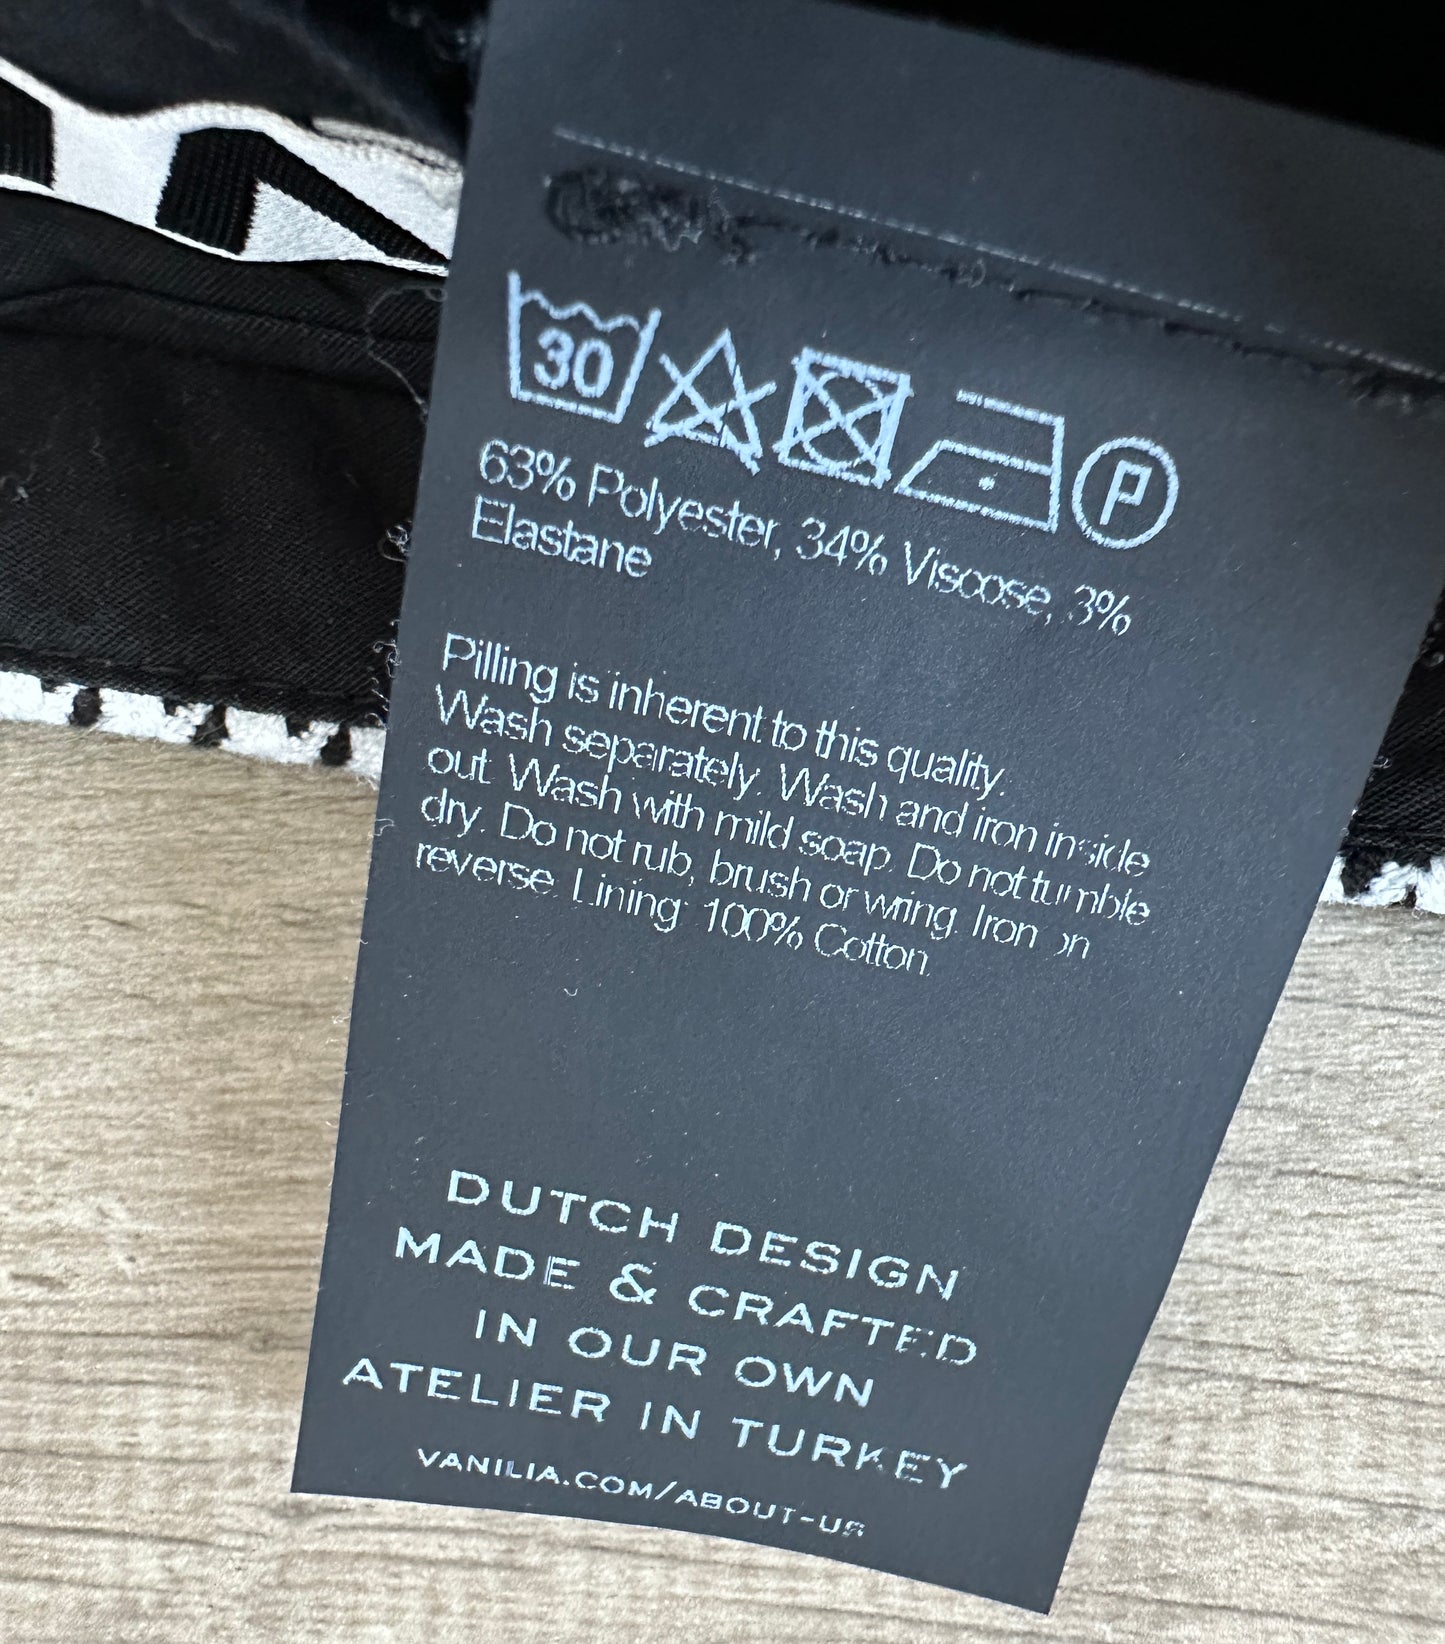 30
P
63% Polyester, 34% Viscose, 3%
Elastane
Pilling is inherent to this quality.
Wash separately. Wash and iron inside
out. Wash with mild soap. Do not tumble
dry. Do not rub, brush or wring. Iron on
reverse. Lining: 100% Cotton.
DUTCH DESIGN
MADE & CRAFTED
IN OUR OWN
ATELIER IN TURKEY
VANILIA.COM/ABOUT-US